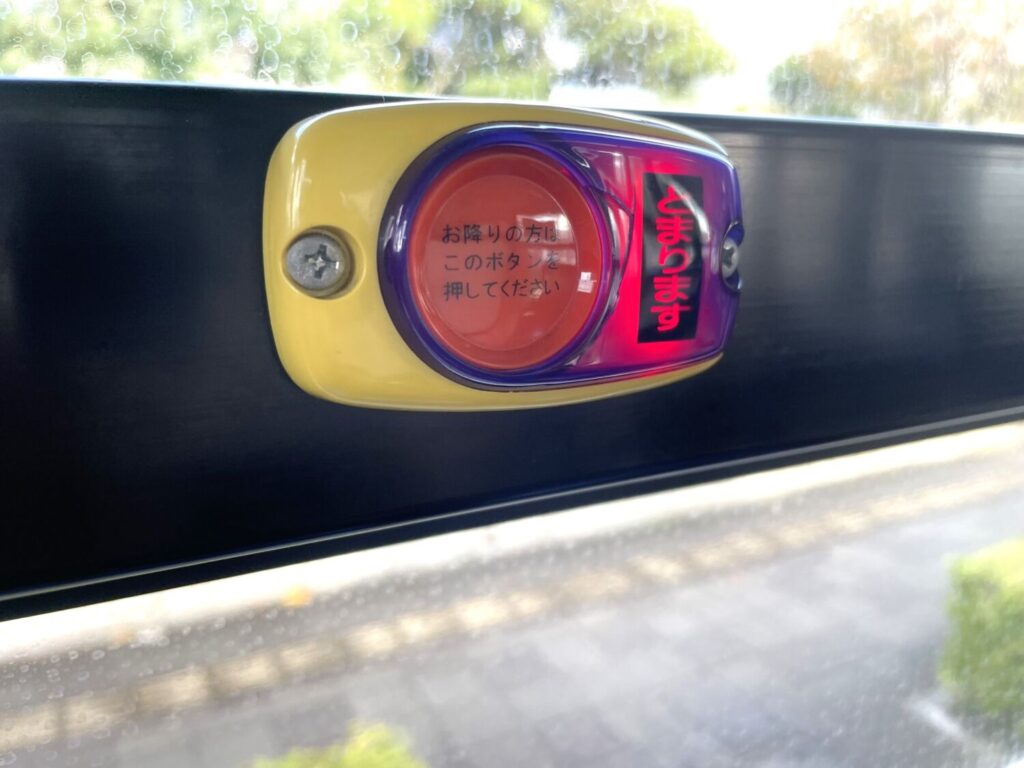 お降りの方は
このボタンを
押してください
とまります